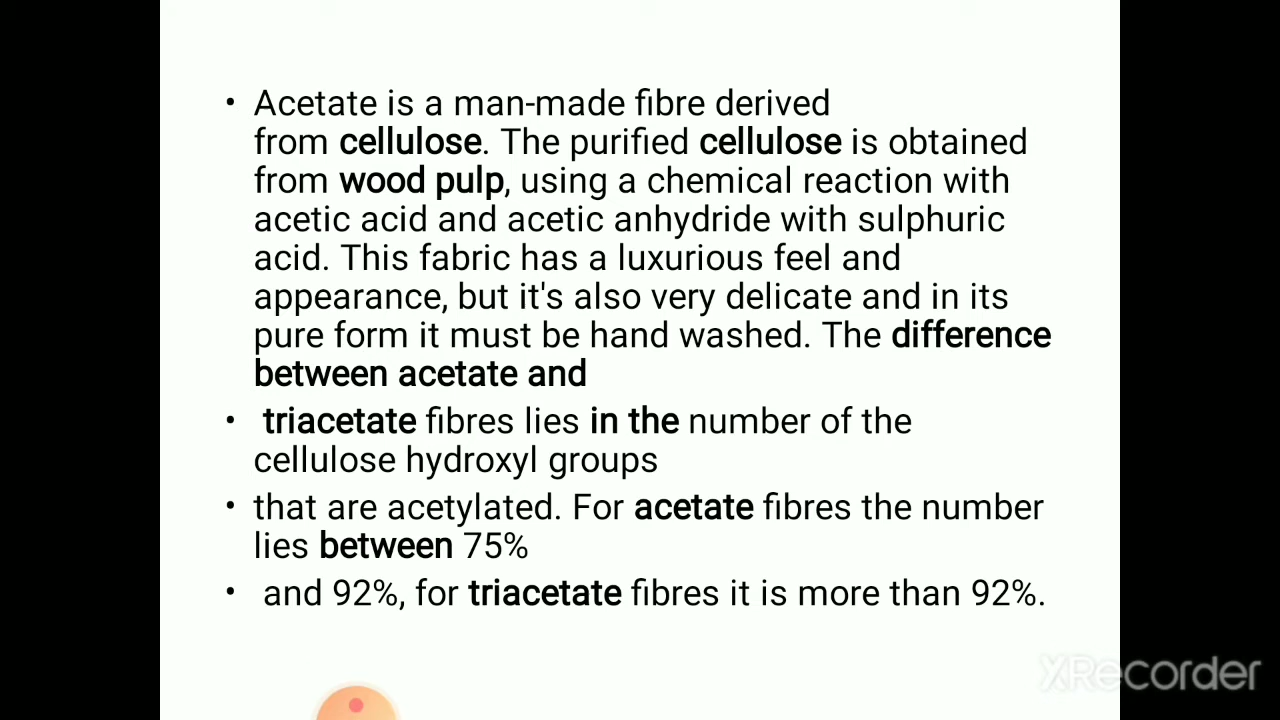 • Acetate is a man-made fibre derived
from cellulose. The purified cellulose is obtained
from wood pulp, using a chemical reaction with
acetic acid and acetic anhydride with sulphuric
acid. This fabric has a luxurious feel and
appearance, but it's also very delicate and in its
pure form it must be hand washed. The difference
between acetate and
• triacetate fibres lies in the number of the
cellulose hydroxyl groups
• that are acetylated. For acetate fibres the number
lies between 75%
• and 92%, for triacetate fibres it is more than 92%.
XRecorder